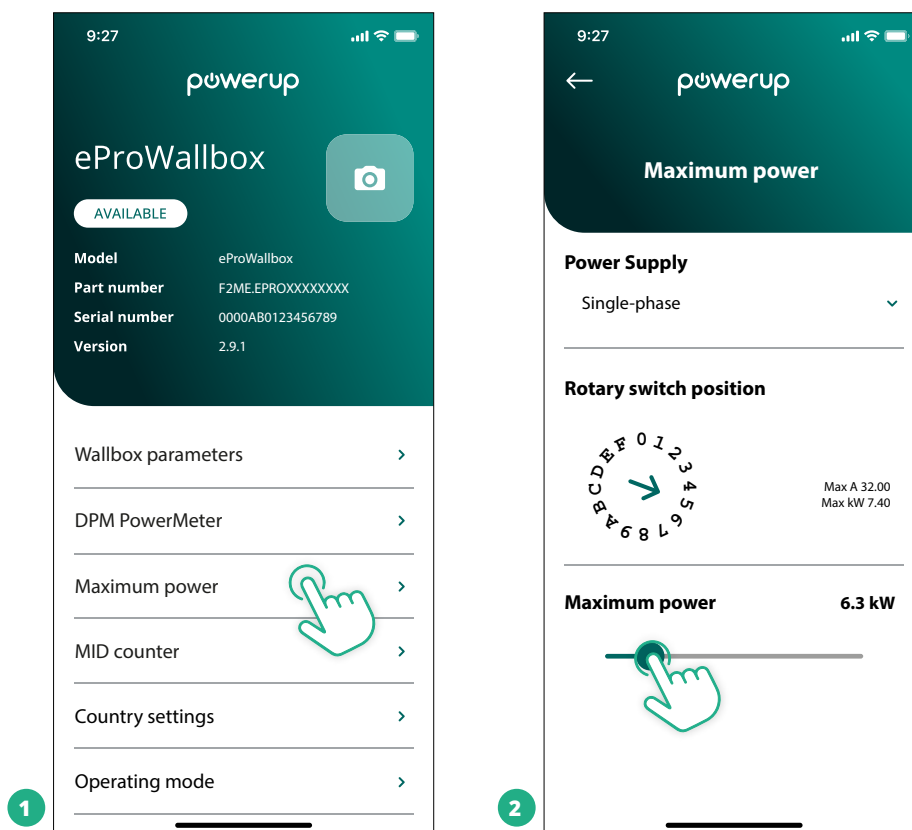 9:27
powerup
eProWallbox
AVAILABLE
Model eProWallbox
Part number F2ME.EPROXXXXXXXX
Serial number 0000AB0123456789
Version 2.9.1
Wallbox parameters
DPM PowerMeter
Maximum power
MID counter
Country settings
Operating mode
1
9:27
powerup
Maximum power
Power Supply
Single-phase
Rotary switch position
0 1 2 3 4 5 6 7 8 9 A B C D E F
Max A 32.00
Max kW 7.40
Maximum power 6.3 kW
2